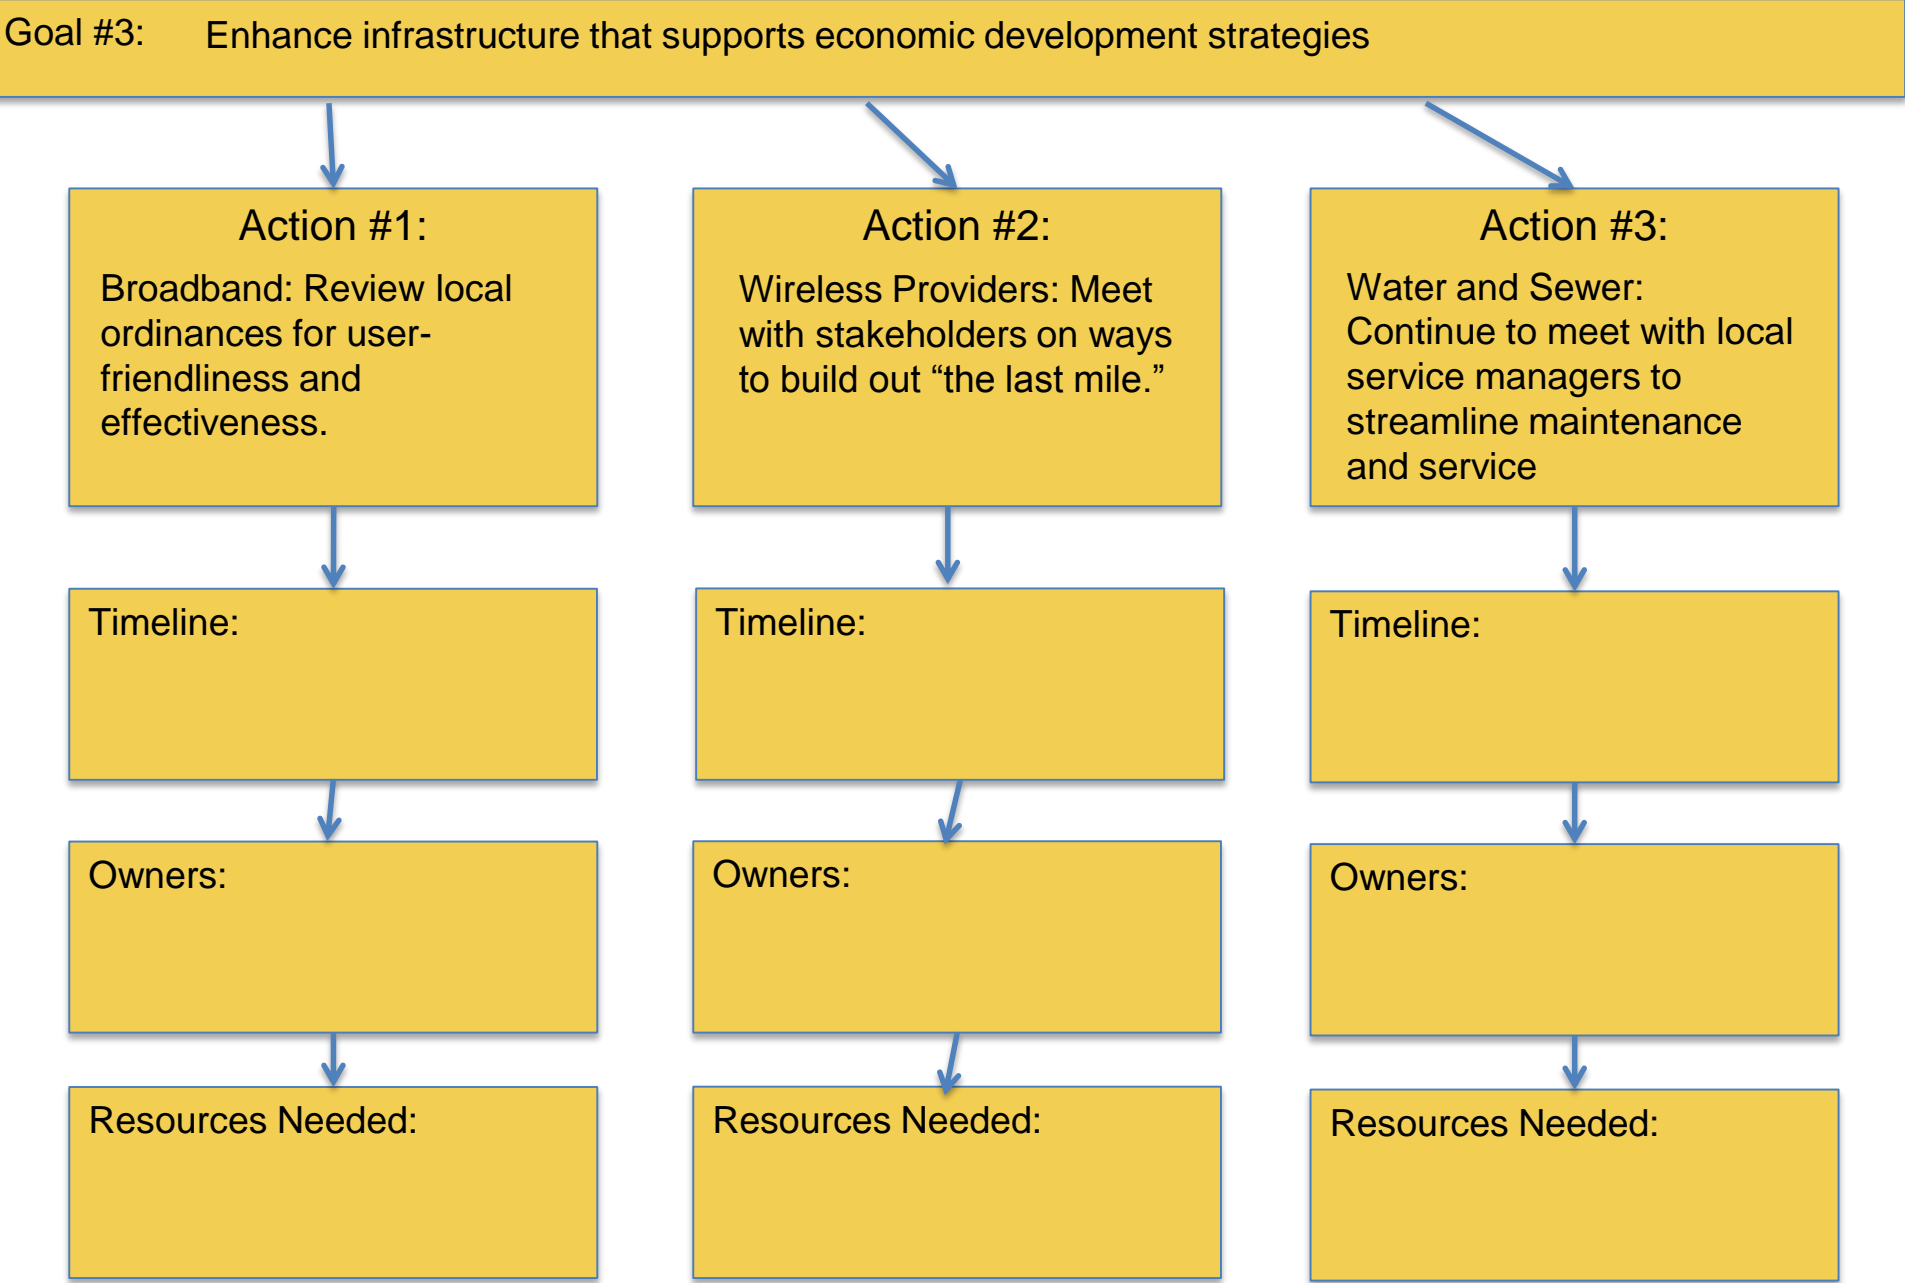 Goal #3: Enhance infrastructure that supports economic development strategies
Action #1:
Broadband: Review local
ordinances for user-
friendliness and
effectiveness.
Timeline:
Owners:
Resources Needed:
Action #2:
Wireless Providers: Meet
with stakeholders on ways
to build out “the last mile.”
Timeline:
Owners:
Resources Needed:
Action #3:
Water and Sewer:
Continue to meet with local
service managers to
streamline maintenance
and service
Timeline:
Owners:
Resources Needed: